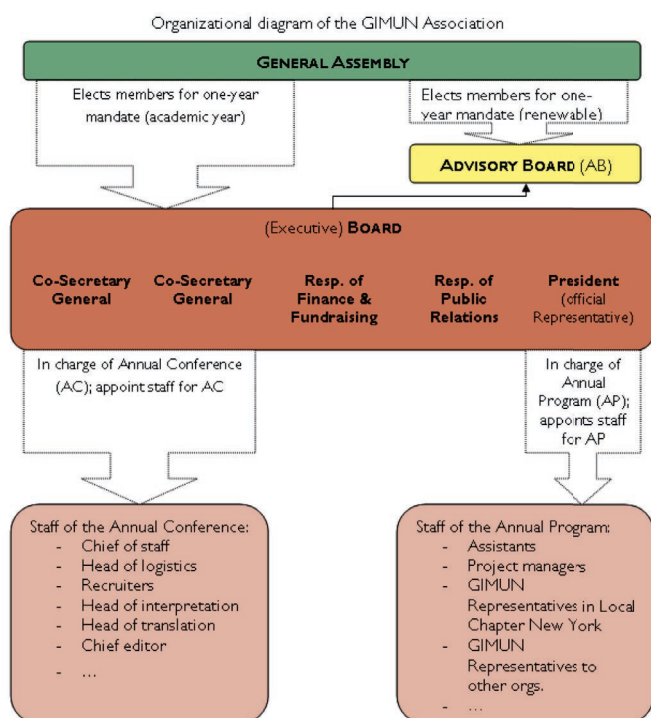 Organizational diagram of the GIMUN Association
GENERAL ASSEMBLY
Elects members for one-year
mandate (academic year)
Elects members for one-
year mandate (renewable)
ADVISORY BOARD (AB)
(Executive) BOARD
Co-Secretary
General
Co-Secretary
General
Resp. of
Finance &
Fundraising
Resp. of
Public
Relations
President
(official
Representative)
In charge of Annual Conference
(AC); appoint staff for AC
In charge of
Annual
Program (AP);
appoints staff
for AP
Staff of the Annual Conference:
- Chief of staff
- Head of logistics
- Recruiters
- Head of interpretation
- Head of translation
- Chief editor
- ...
Staff of the Annual Program:
- Assistants
- Project managers
- GIMUN
Representatives in Local
Chapter New York
- GIMUN
Representatives to
other orgs.
- ...